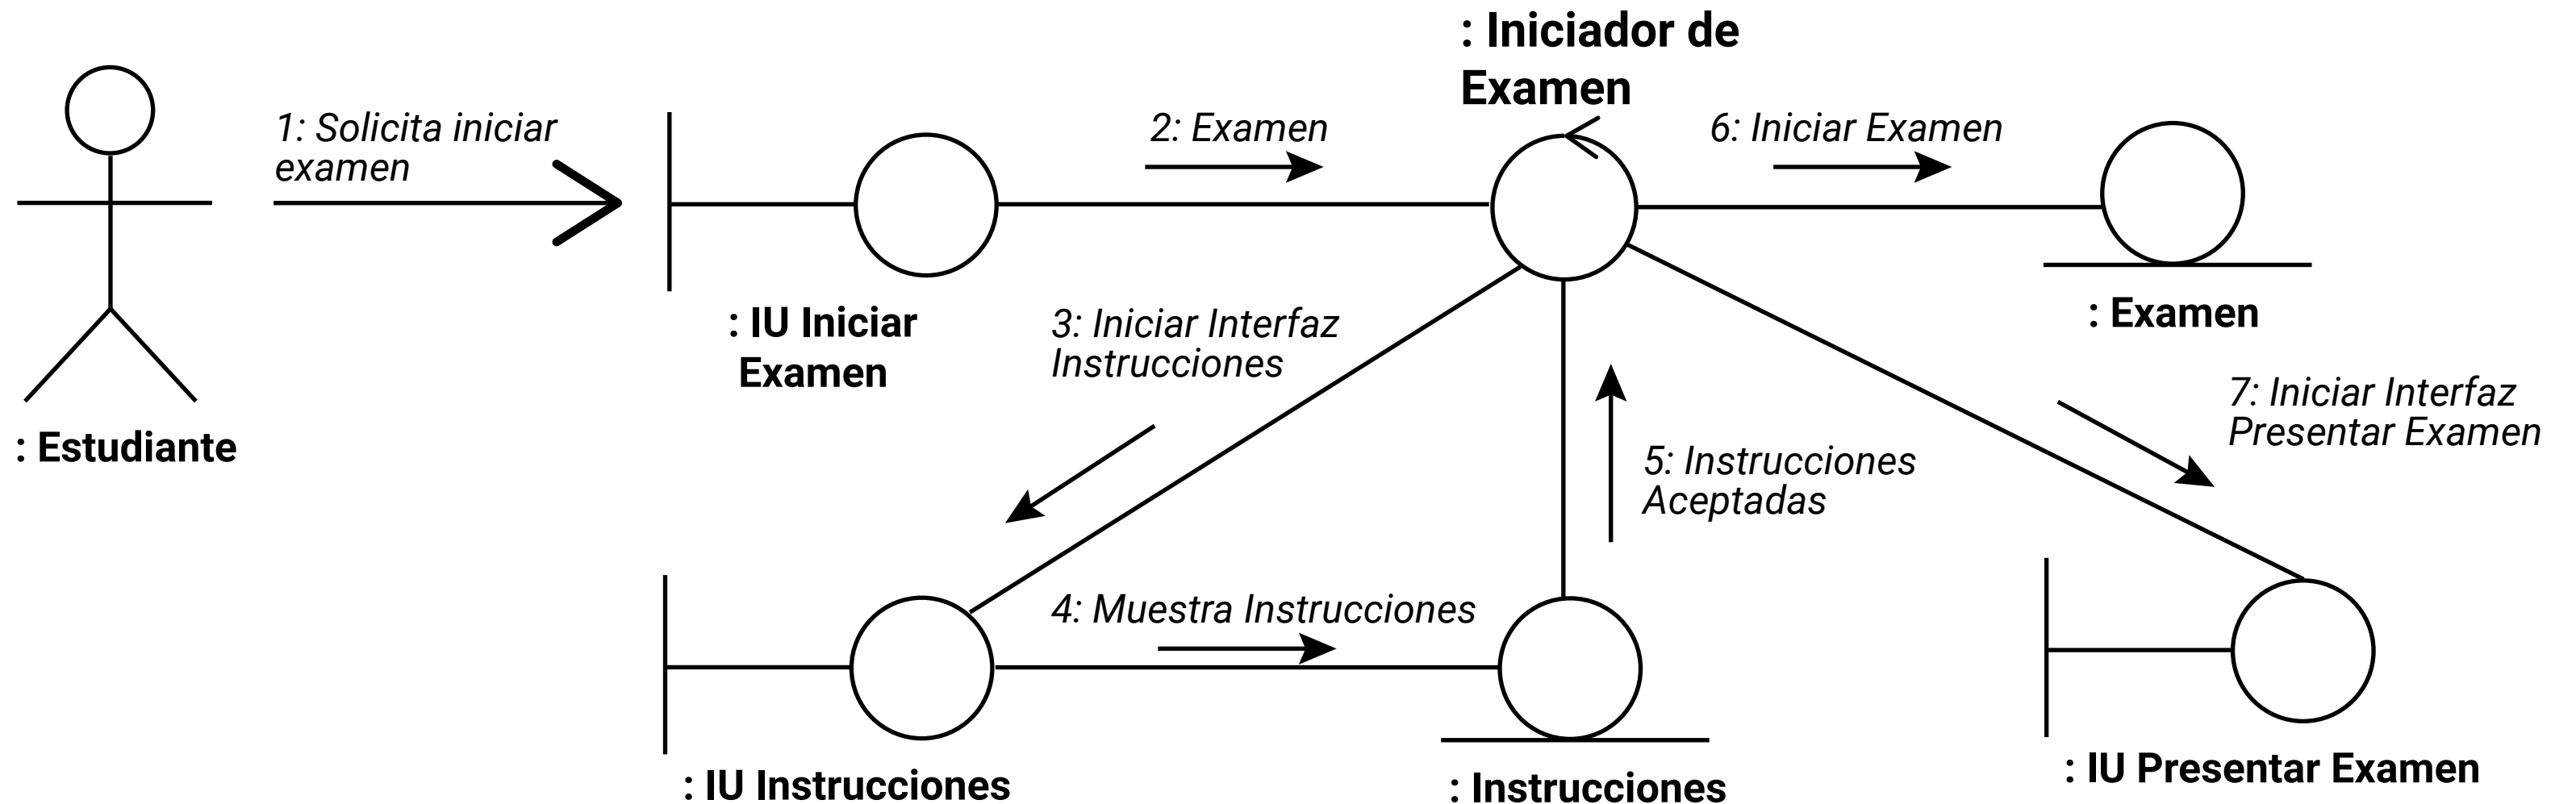 : Iniciador de
Examen
1: Solicita iniciar
examen
2: Examen
6: Iniciar Examen
: Estudiante
: IU Iniciar
Examen
3: Iniciar Interfaz
Instrucciones
: Examen
7: Iniciar Interfaz
Presentar Examen
5: Instrucciones
Aceptadas
4: Muestra Instrucciones
: IU Instrucciones
: Instrucciones
: IU Presentar Examen